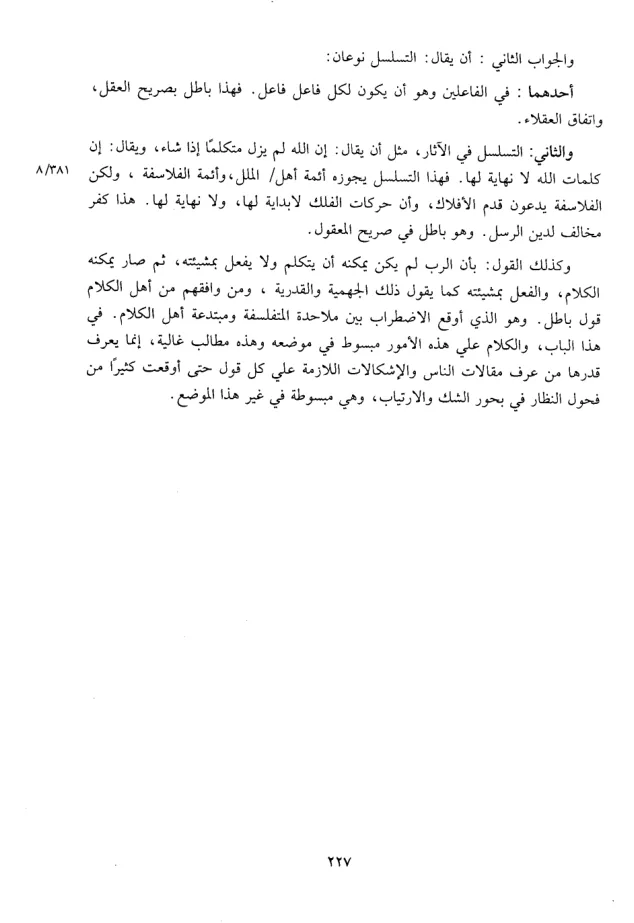 والجواب الثاني : أن يقال: التسلسل نوعان:
أحدهما : في الفاعلين وهو أن يكون لكل فاعل فاعل. فهذا باطل بصريح العقل،
واتفاق العقلاء.
والثاني: التسلسل في الآثار، مثل أن يقال: إن الله لم يزل متكلمًا إذا شاء، ويقال: إن
كلمات الله لا نهاية لها. فهذا التسلسل يجوزه أئمة أهل/ الملل،وأئمة الفلاسفة ، ولكن
٨/٣٨١
الفلاسفة يدعون قدم الأفلاك، وأن حركات الفلك لابداية لها، ولا نهاية لها. هذا كفر
مخالف لدين الرسل. وهو باطل في صريح المعقول.
وكذلك القول: بأن الرب لم يكن يمكنه أن يتكلم ولا يفعل بمشيئته، ثم صار يمكنه
الكلام، والفعل بمشيئته كما يقول ذلك الجهمية والقدرية ، ومن وافقهم من أهل الكلام
قول باطل. وهو الذي أوقع الاضطراب بين ملاحدة المتفلسفة ومبتدعة أهل الكلام. في
هذا الباب، والكلام علي هذه الأمور مبسوط في موضعه وهذه مطالب غالية، إنما يعرف
قدرها من عرف مقالات الناس والإشكالات اللازمة علي كل قول حتى أوقعت كثيرًا من
فحول النظار في بحور الشك والارتياب، وهي مبسوطة في غير هذا الموضع.
٢٢٧